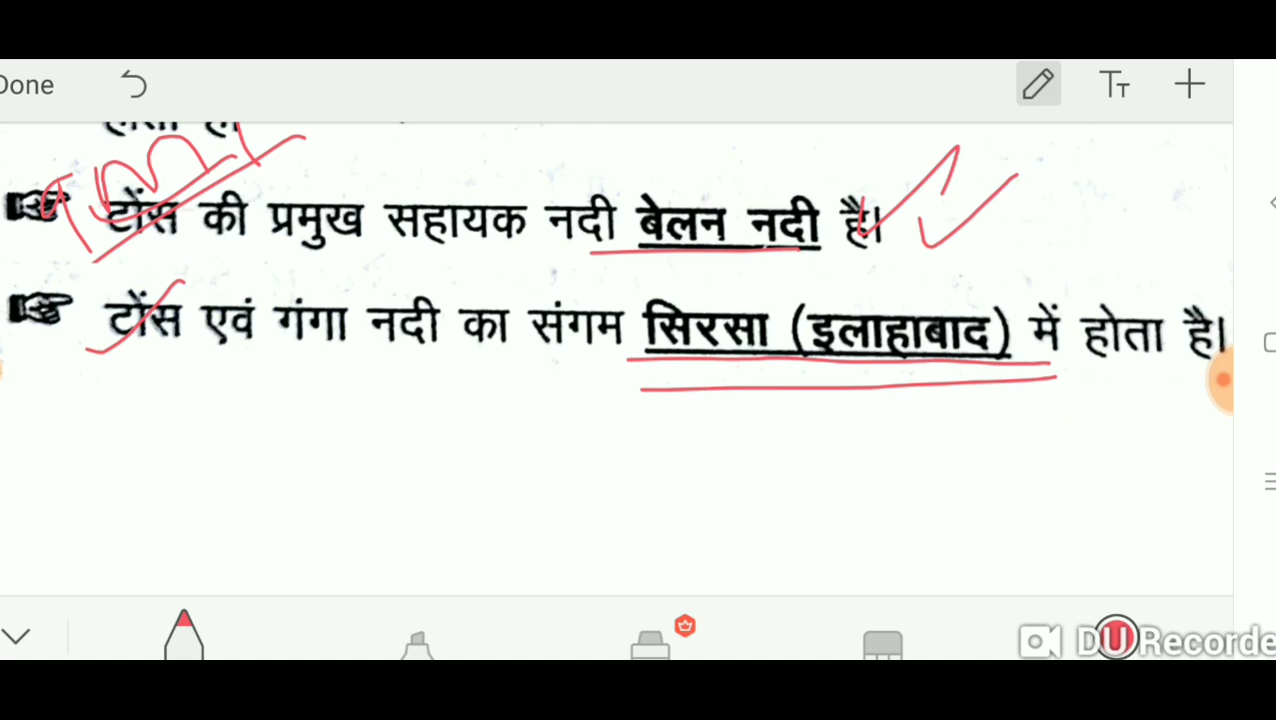 Done
टोंस की प्रमुख सहायक नदी बेलन नदी है।
टोंस एवं गंगा नदी का संगम सिरसा (इलाहाबाद) में होता है।
DU Recorde